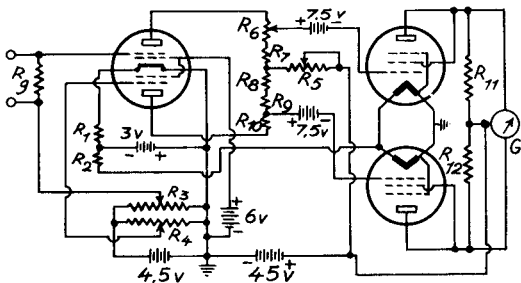 R6
+ 7.5v -
R7
R8
R5
R9
R10
+ 7.5v -
Rg
R1
R2
3v
- +
R3
R4
+
6v
-
4,5v
- 45v +
R11
R12
G